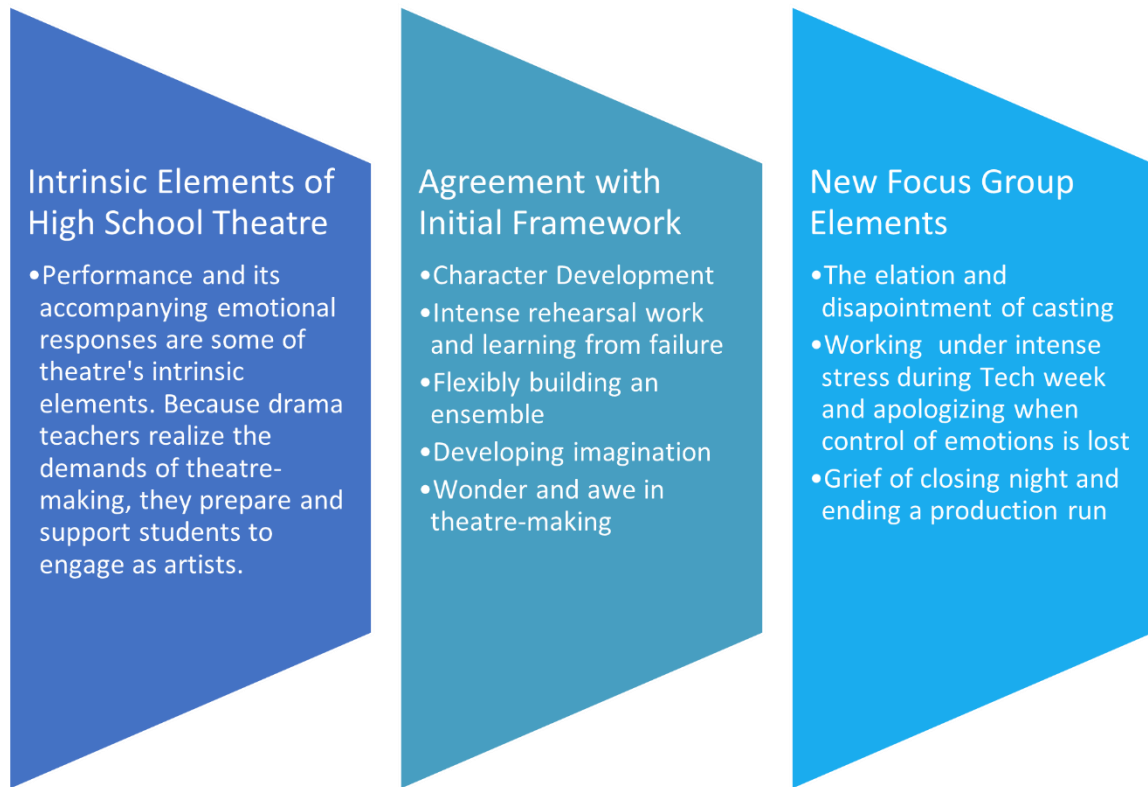 Intrinsic Elements of
High School Theatre
•Performance and its
accompanying emotional
responses are some of
theatre's intrinsic
elements. Because drama
teachers realize the
demands of theatre-
making, they prepare and
support students to
engage as artists.
Agreement with
Initial Framework
•Character Development
•Intense rehearsal work
and learning from failure
•Flexibly building an
ensemble
•Developing imagination
•Wonder and awe in
theatre-making
New Focus Group
Elements
•The elation and
disapointment of casting
•Working  under intense
stress during Tech week
and apologizing when
control of emotions is lost
•Grief of closing night and
ending a production run